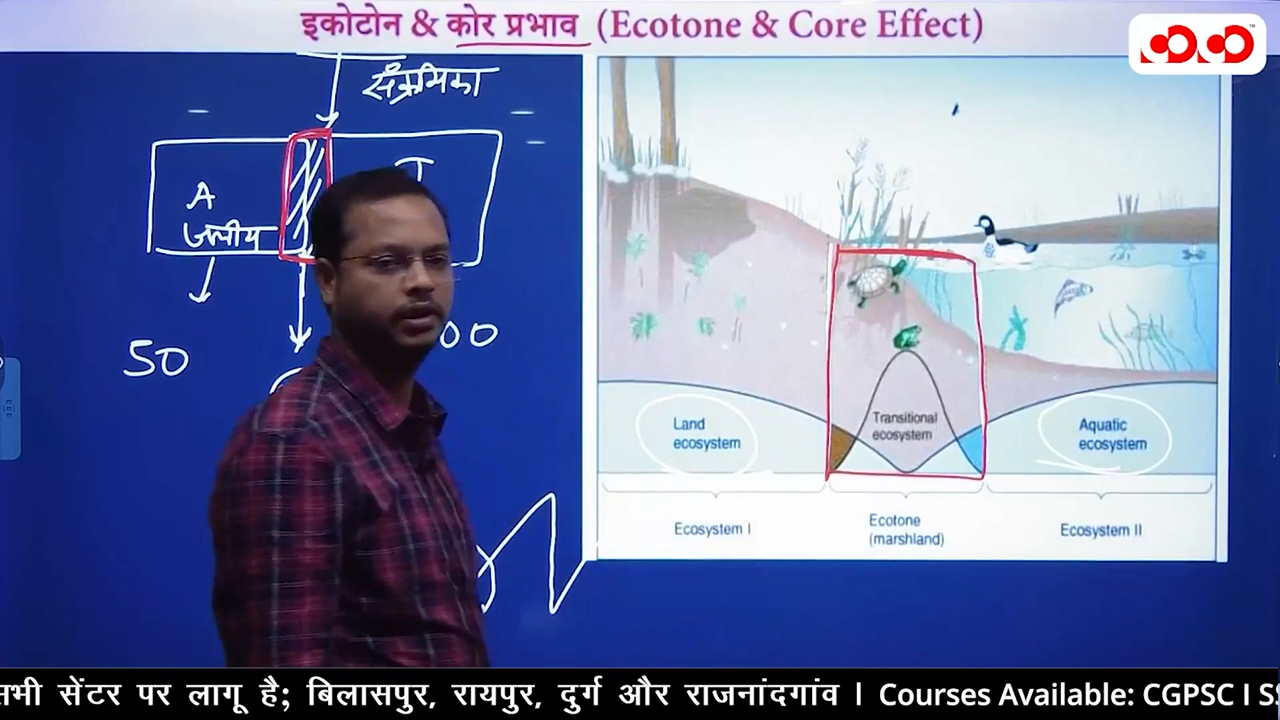 इकोटोन & कोर प्रभाव (Ecotone & Core Effect)
संक्रमिका
A
जलीय
T
50
00
Land
ecosystem
Transitional
ecosystem
Aquatic
ecosystem
Ecosystem I
Ecotone
(marshland)
Ecosystem II
सभी सेंटर पर लागू है; बिलासपुर, रायपुर, दुर्ग और राजनांदगांव । Courses Available: CGPSC I S